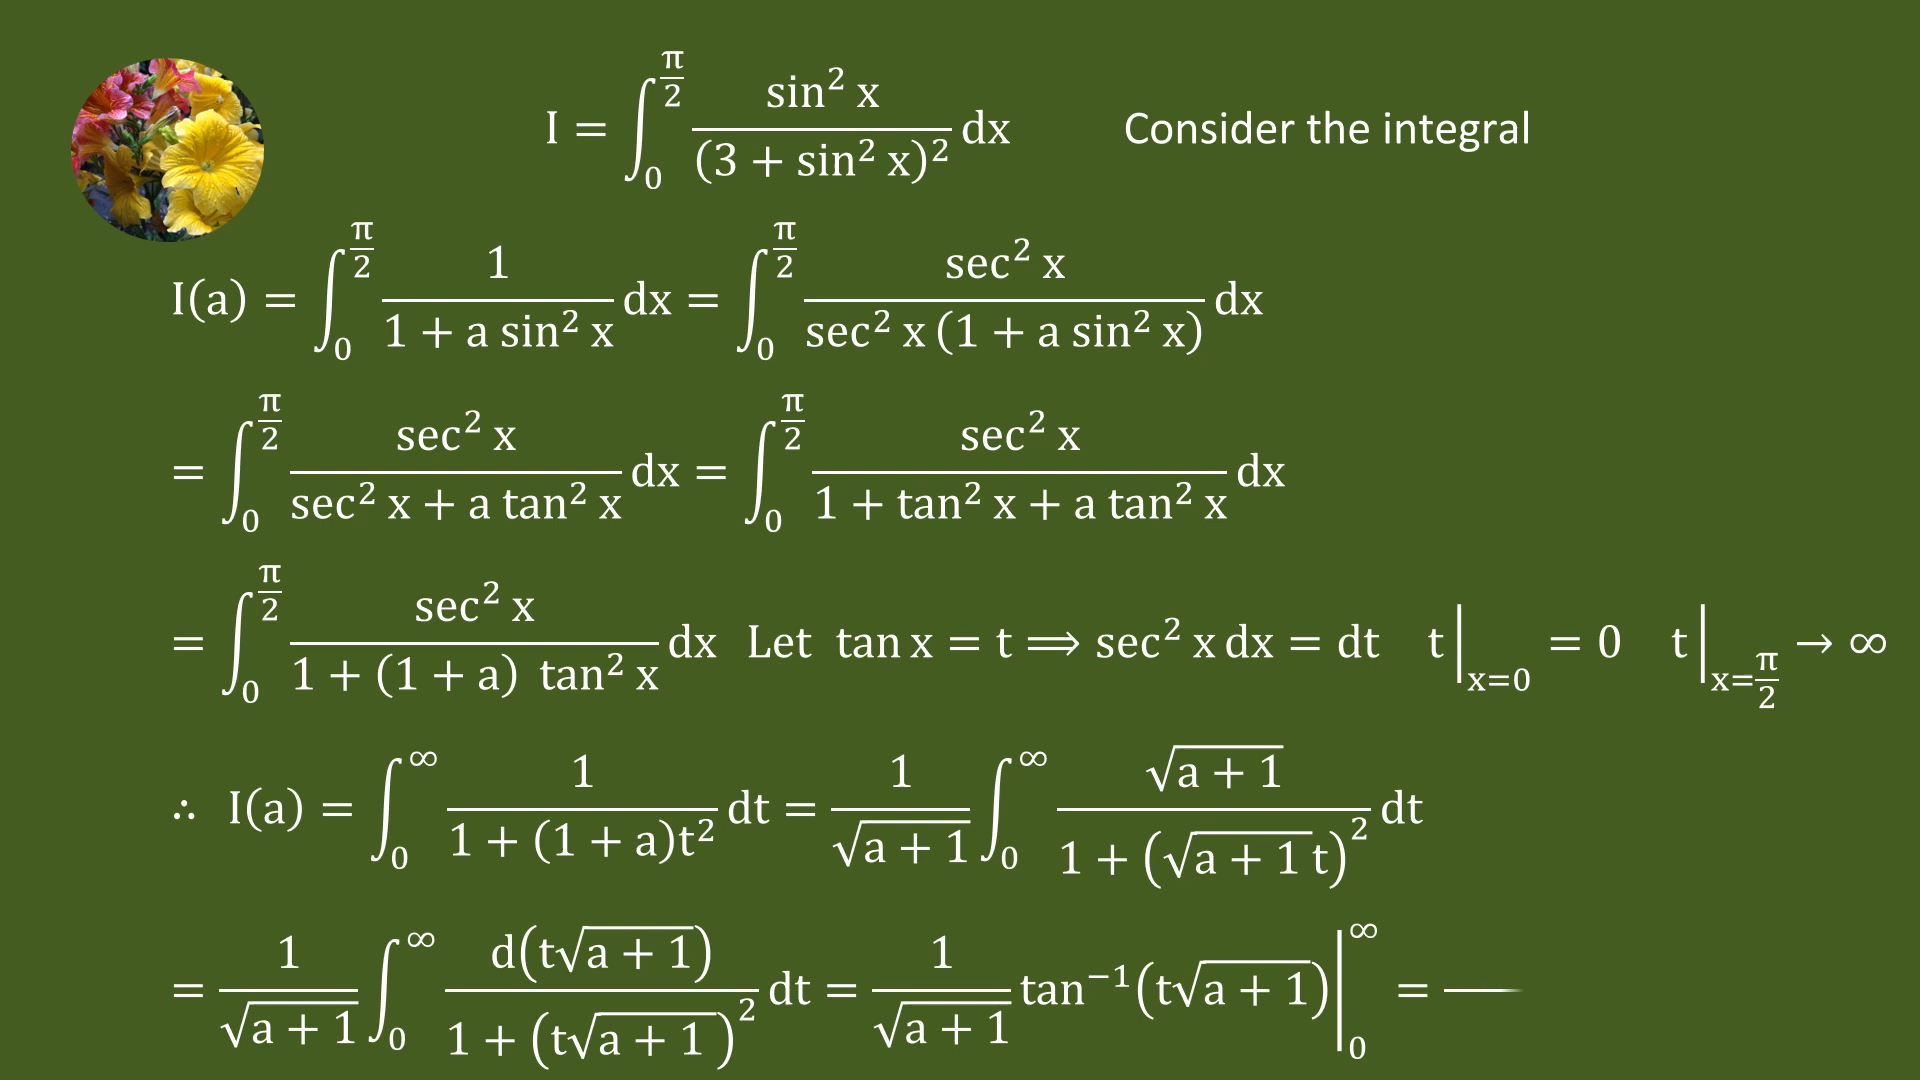 I = ∫₀^(π/2) sin² x / (3 + sin² x)² dx Consider the integral
I(a) = ∫₀^(π/2) 1 / (1 + a sin² x) dx = ∫₀^(π/2) sec² x / (sec² x (1 + a sin² x)) dx
= ∫₀^(π/2) sec² x / (sec² x + a tan² x) dx = ∫₀^(π/2) sec² x / (1 + tan² x + a tan² x) dx
= ∫₀^(π/2) sec² x / (1 + (1 + a) tan² x) dx Let tan x = t ⟹ sec² x dx = dt t|ₓ₌₀ = 0 t|_(x=π/2) → ∞
∴ I(a) = ∫₀^∞ 1 / (1 + (1 + a)t²) dt = 1/√(a + 1) ∫₀^∞ √(a + 1) / (1 + (√(a + 1) t)²) dt
= 1/√(a + 1) ∫₀^∞ d(t√(a + 1)) / (1 + (t√(a + 1))²) dt = 1/√(a + 1) tan⁻¹(t√(a + 1)) |₀^∞ =